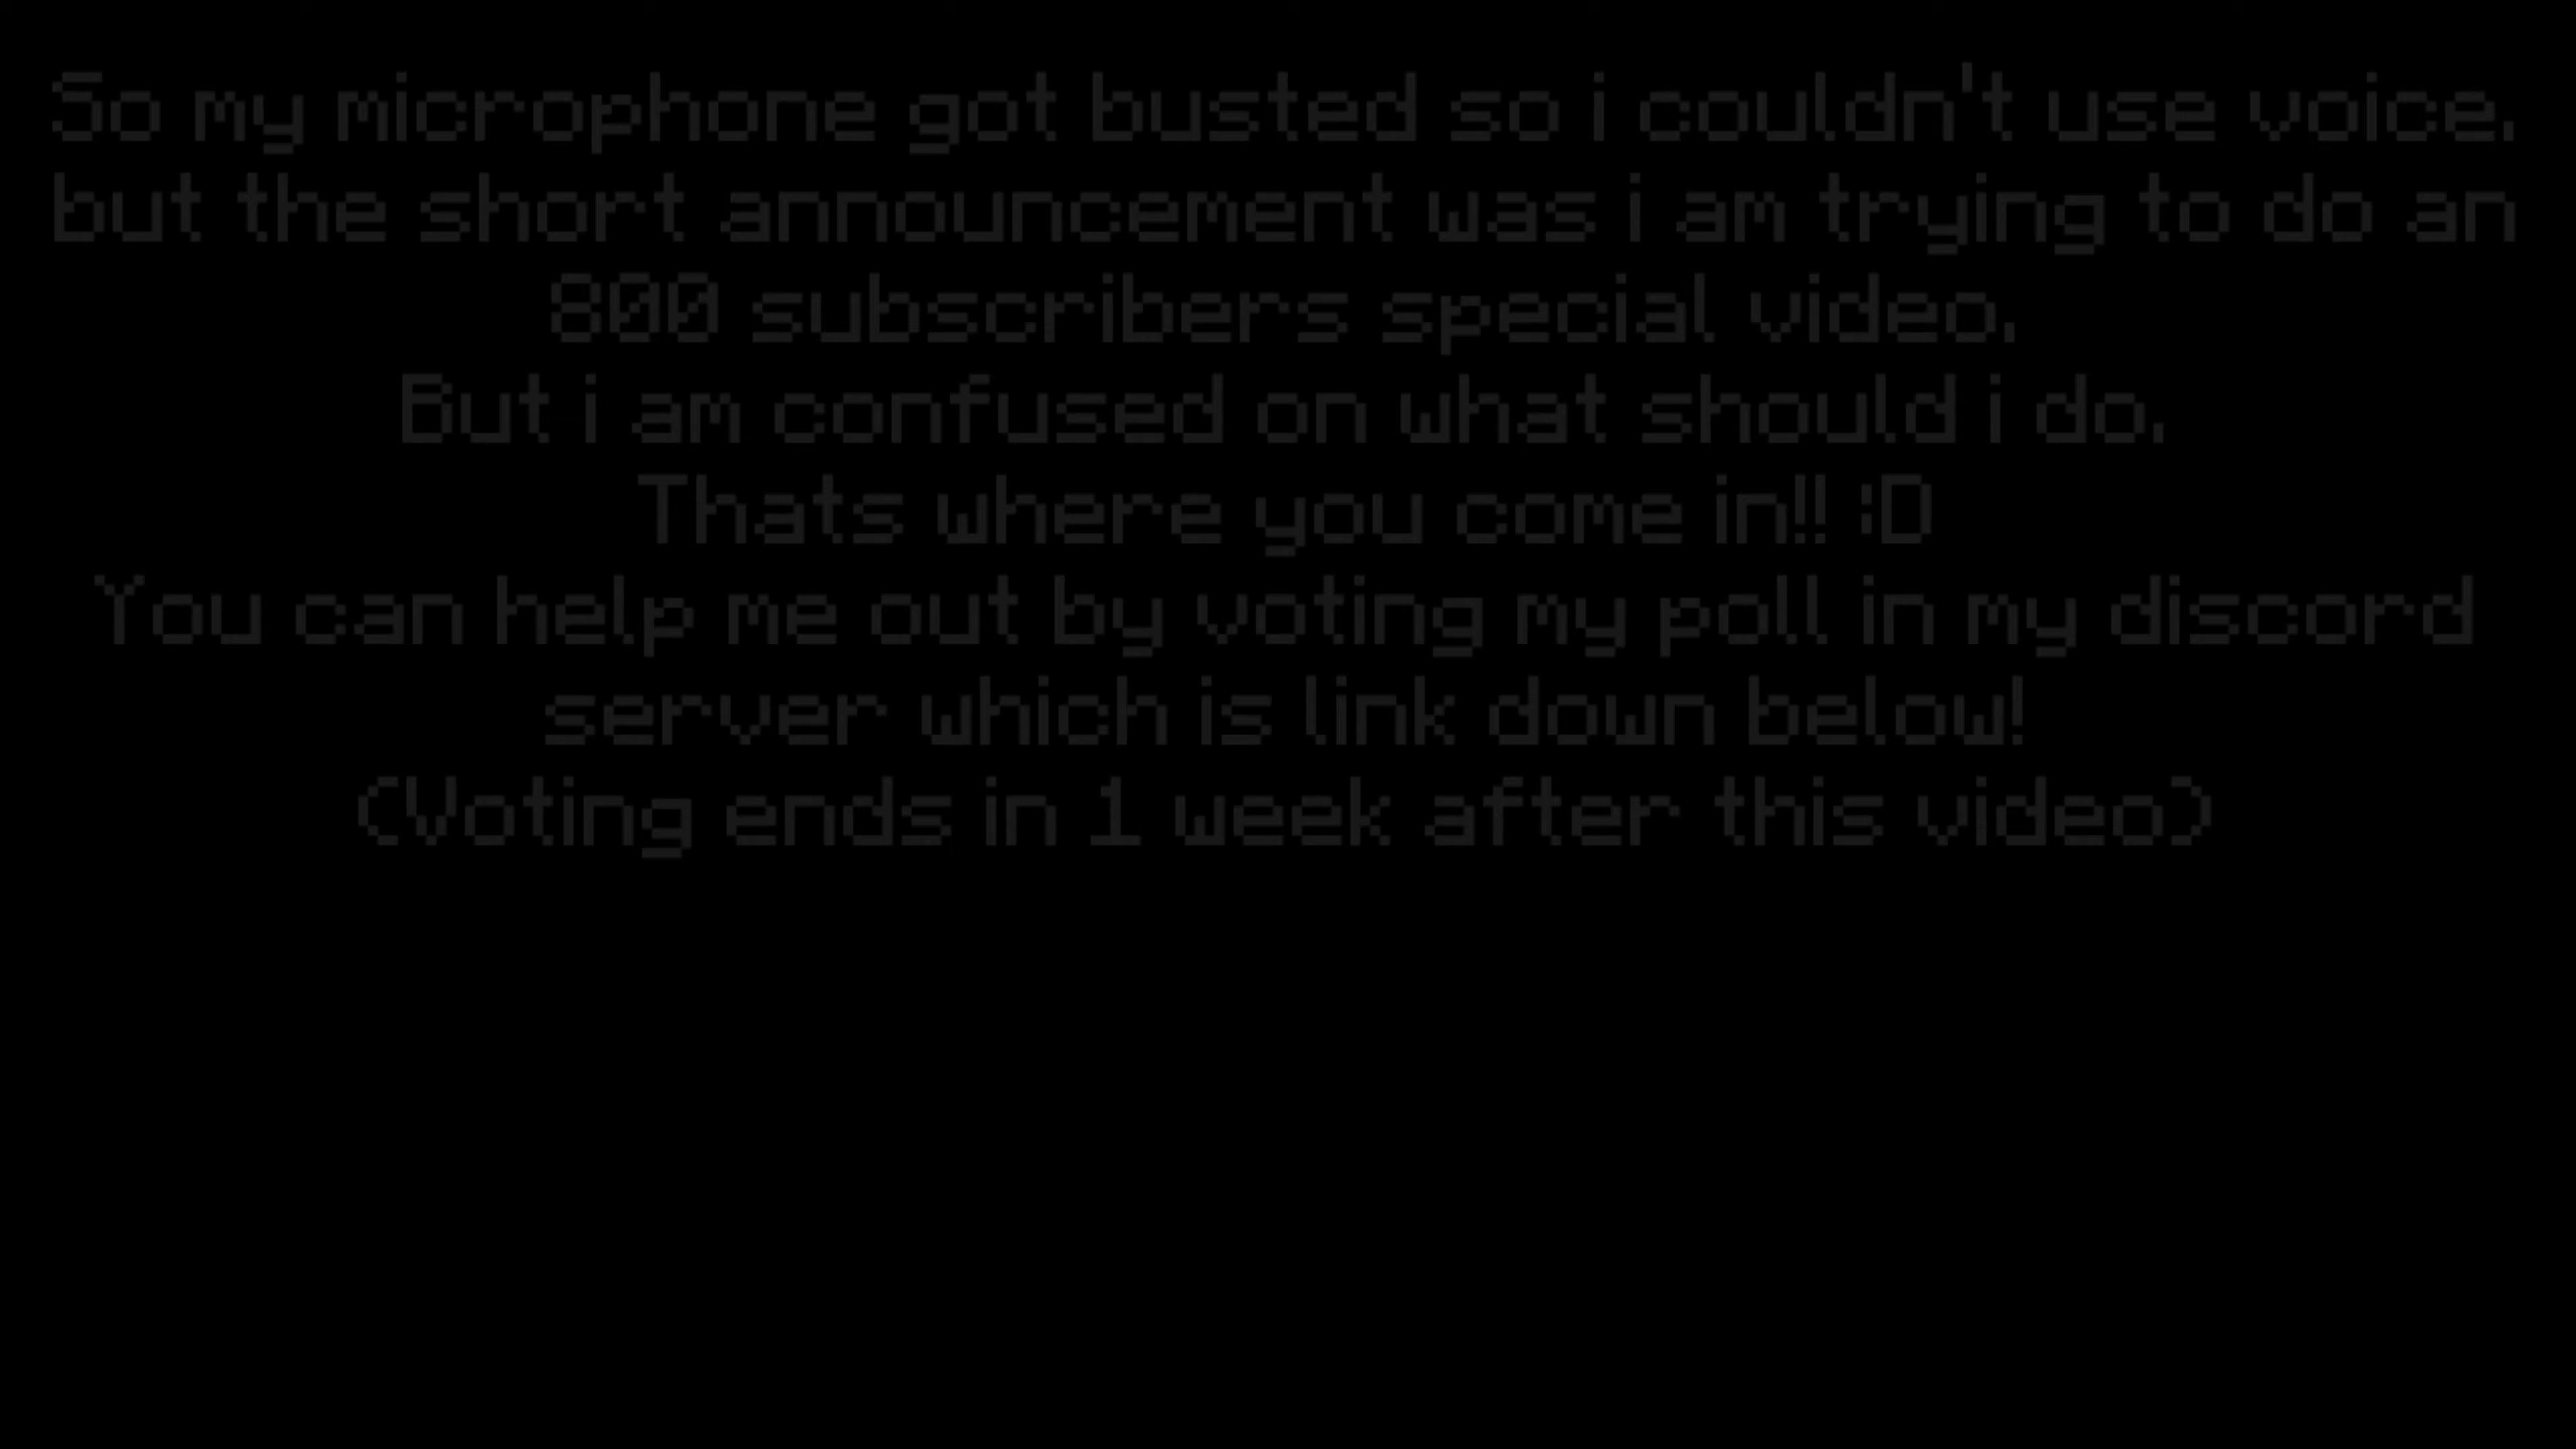 So my microphone got busted so i couldn't use voice,
but the short announcement was i am trying to do an
800 subscribers special video,
But i am confused on what should i do,
Thats where you come in!! :D
You can help me out by voting my poll in my discord
server which is link down below!
(Voting ends in 1 week after this video)